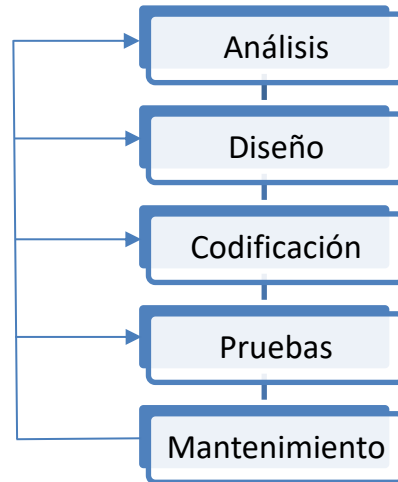 Análisis
Diseño
Codificación
Pruebas
Mantenimiento